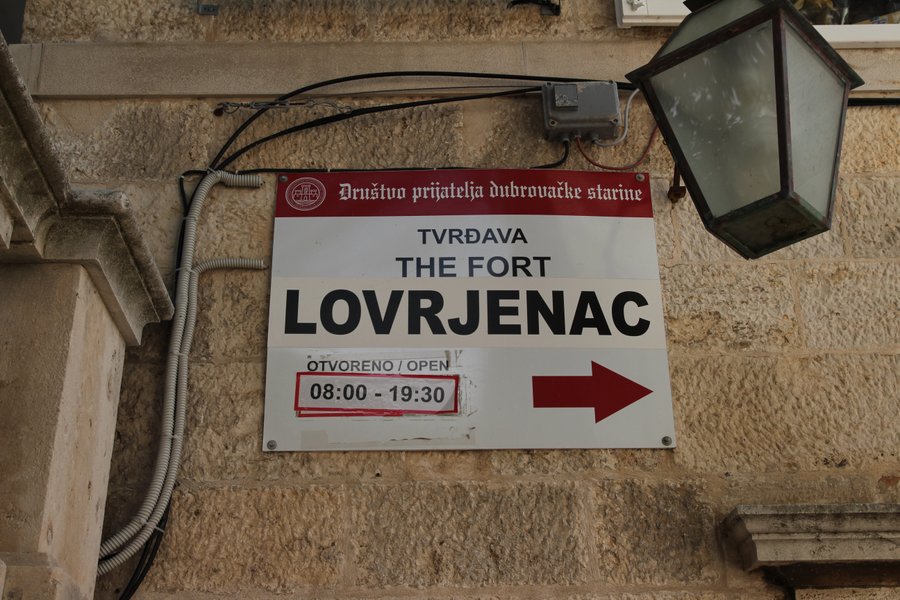 Društvo prijatelja dubrovačke starine
TVRĐAVA
THE FORT
LOVRJENAC
OTVORENO / OPEN
08:00 - 19:30